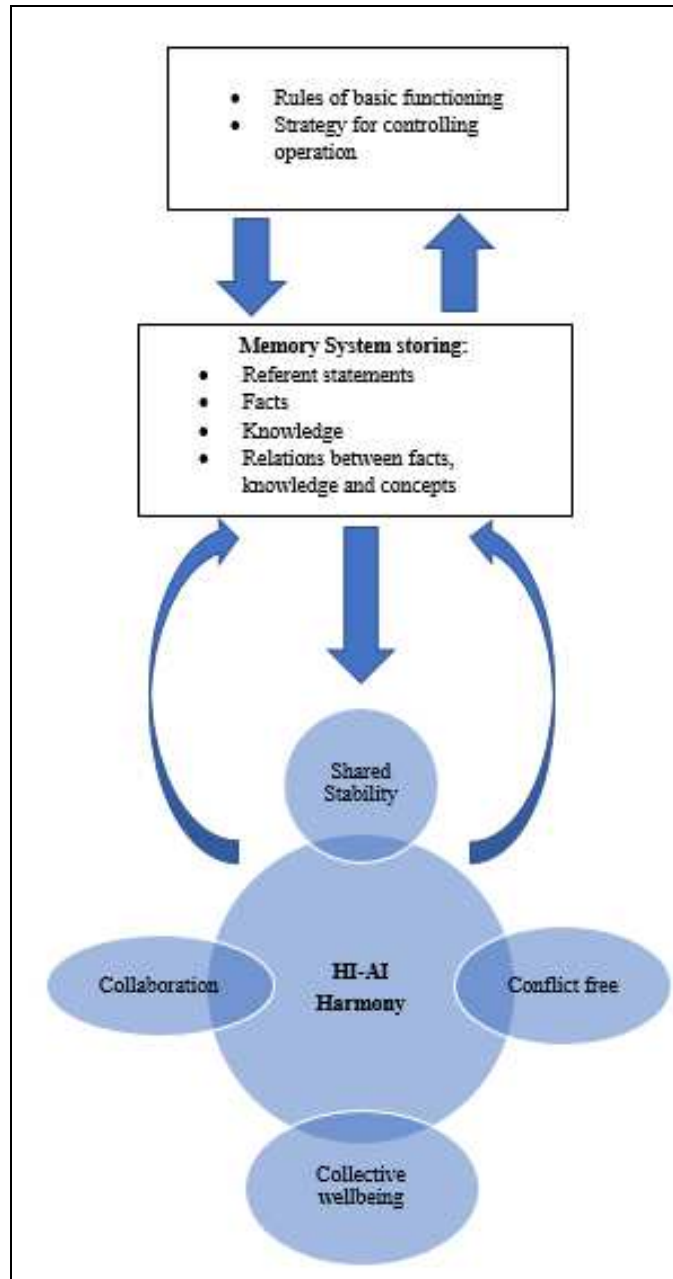 • Rules of basic functioning
• Strategy for controlling
operation
Memory System storing:
• Referent statements
• Facts
• Knowledge
• Relations between facts,
knowledge and concepts
Shared
Stability
Collaboration
HI-AI
Harmony
Conflict free
Collective
wellbeing